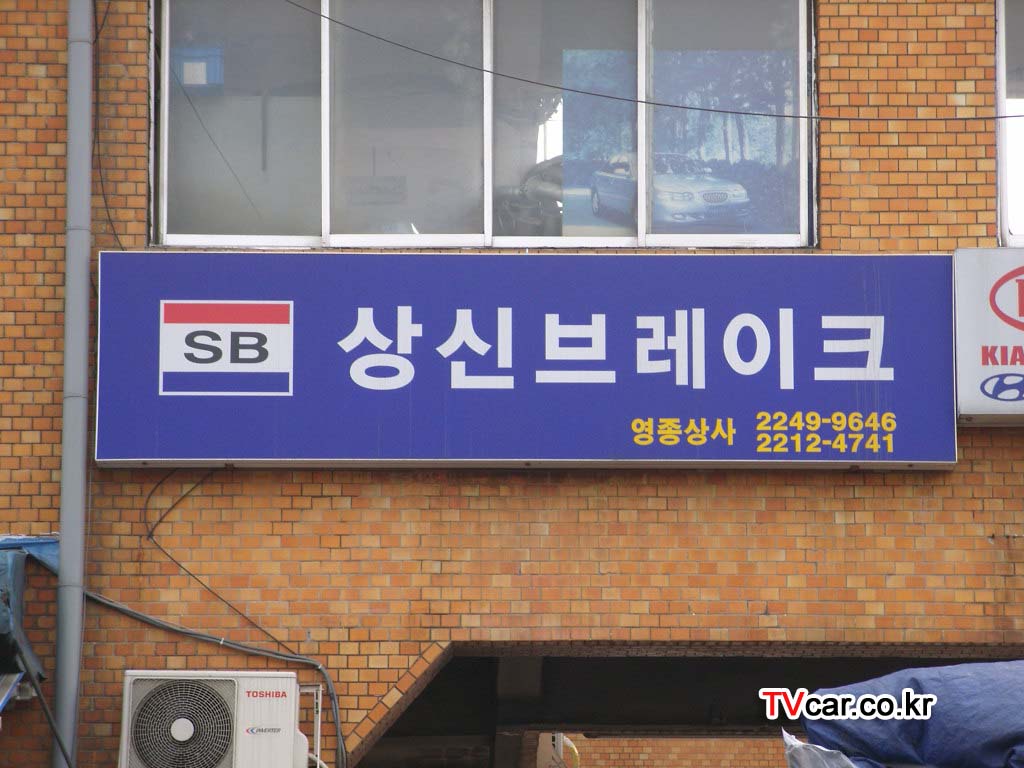 SB 상신브레이크
영종상사 2249-9646
2212-4741
KIA
TOSHIBA
INVERTER
TVcar.co.kr